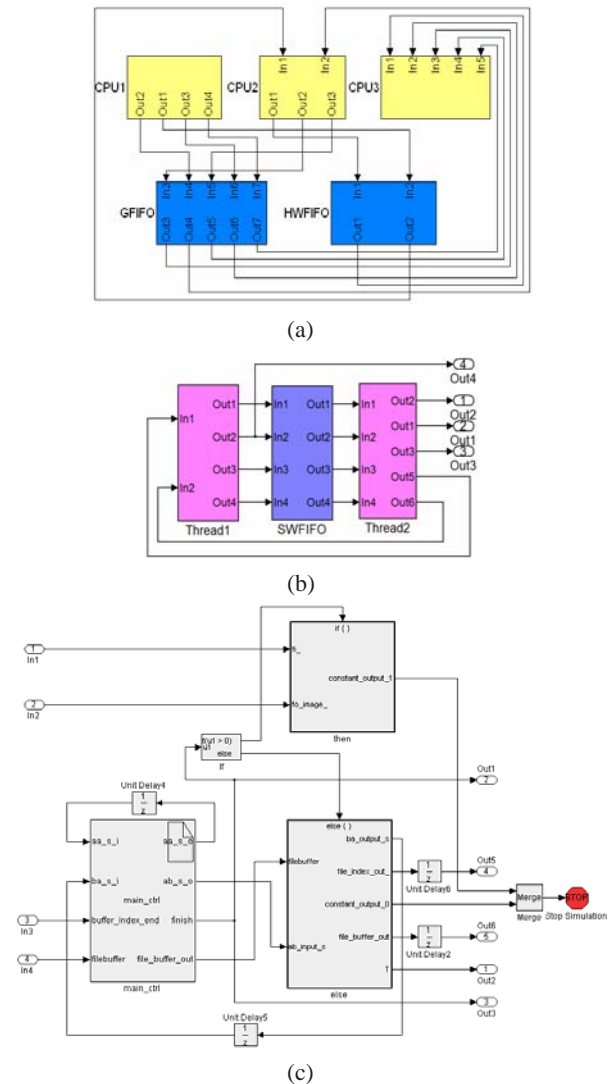 In1 In2 In1 In2 In3 In4 In5
CPU1 CPU2 CPU3
Out2 Out1 Out3 Out4 Out1 Out2 Out3
In3 In4 In5 In6 In7 In1 In2
GFIFO HWFIFO
Out3 Out4 Out5 Out6 Out7 Out1 Out2
(a)
4
Out4
In1 Out1 In1 Out1 In1 Out2 1
Out2
Out2 In2 Out2 In2 Out1 2
Out1
In2 Out3 In3 Out3 In3 Out3 3
Out3
Out5
Out4 In4 Out4 In4 Out6
Thread1 SWFIFO Thread2
(b)
if ( )
1
In1
constant_output_1
2
In2
then
u1
else
If
Out1
2
Unit Delay4
1
z
else ( )
ba_output_s
aa_s_i aa_s_o
filebuffer
Out5
file_index_out_
1
z
4
Unit Delay6
ba_s_i ab_s_o
main_ctrl
constant_output_0
Merge
STOP
Merge Stop Simulation
3
In3
buffer_index_end finish
Out6
file_buffer_out
1
z
5
Unit Delay2
ab_input_s
4
In4
filebuffer file_buffer_out
T
1
Out2
main_ctrl
else
3
Out3
Unit Delay5
1
z
(c)